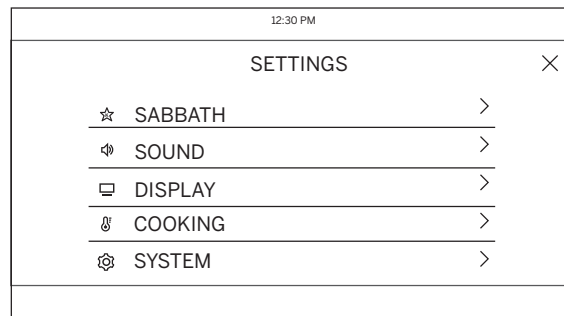 12:30 PM
SETTINGS
SABBATH
SOUND
DISPLAY
COOKING
SYSTEM